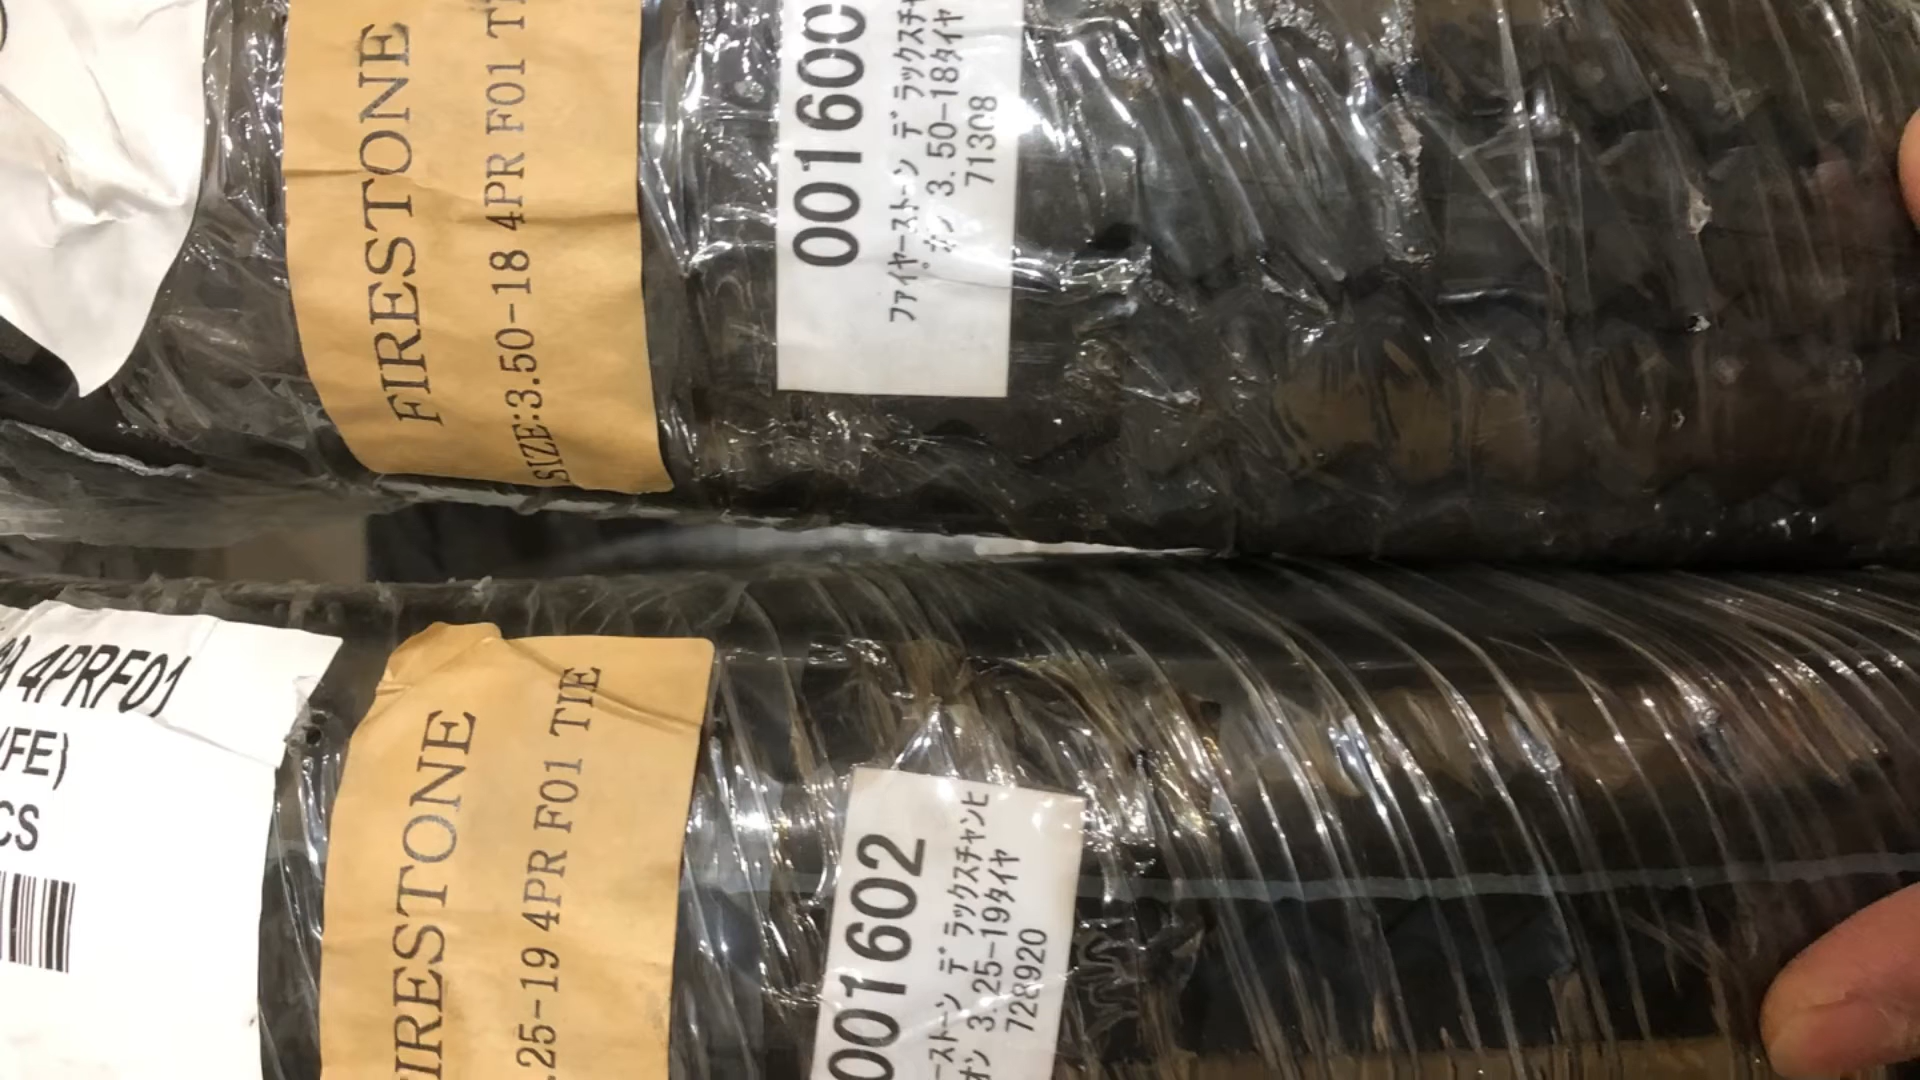 FIRESTONE
SIZE:3.50-18 4PR F01
001600
ファイヤーストーン デラックスチャ
ピオン 3.50-18タイヤ
71308
4PRF01
(FE)
CS
FIRESTONE
.25-19 4PR F01 TIE
001602
ーストーン デラックスチャンピ
オン 3.25-19タイヤ
728920